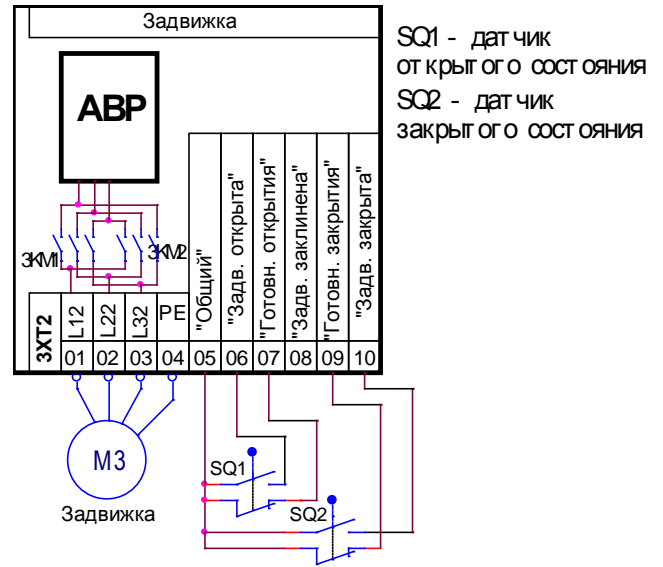 Задвижка
SQ1 - датчик
открытого состояния
SQ2 - датчик
закрытого состояния
АВР
3KM1
3KM2
3XT2
L12
L22
L32
PE
"Общий"
"Задв. открыта"
"Готовн. открытия"
"Задв. заклинена"
"Готовн. закрытия"
"Задв. закрыта"
01 02 03 04 05 06 07 08 09 10
М3
Задвижка
SQ1
SQ2